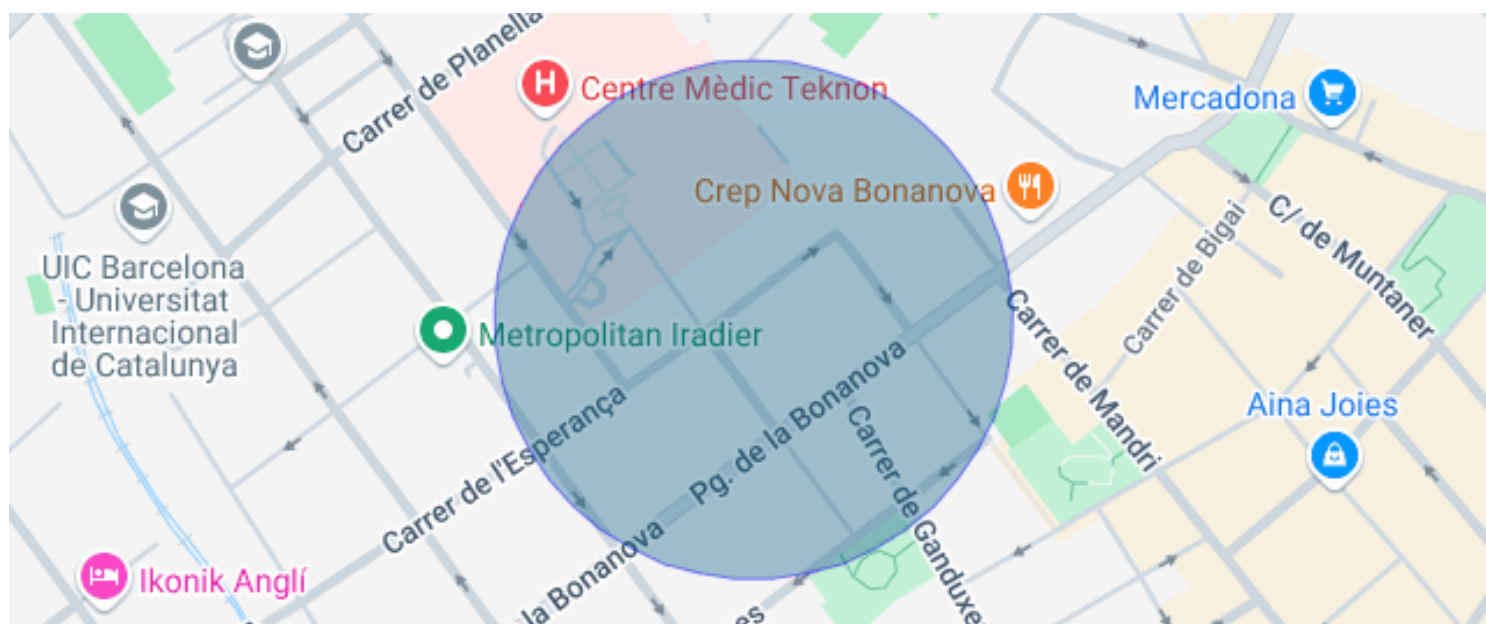 Carrer de Planella
Centre Mèdic Teknon
Mercadona
Crep Nova Bonanova
UIC Barcelona
- Universitat
Internacional
de Catalunya
C/ de Muntaner
Carrer de Bigai
Metropolitan Iradier
Carrer de Mandri
Pg. de la Bonanova
Carrer de l'Esperança
Aina Joies
Carrer de Ganduxe
Ikonik Anglí
la Bonanova
es
H